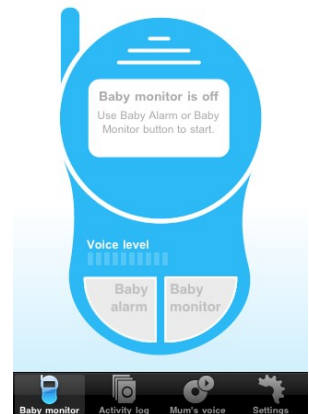 Baby monitor is off
Use Baby Alarm or Baby
Monitor button to start.
Voice level
Baby alarm
Baby monitor
Baby monitor Activity log Mum's voice Settings